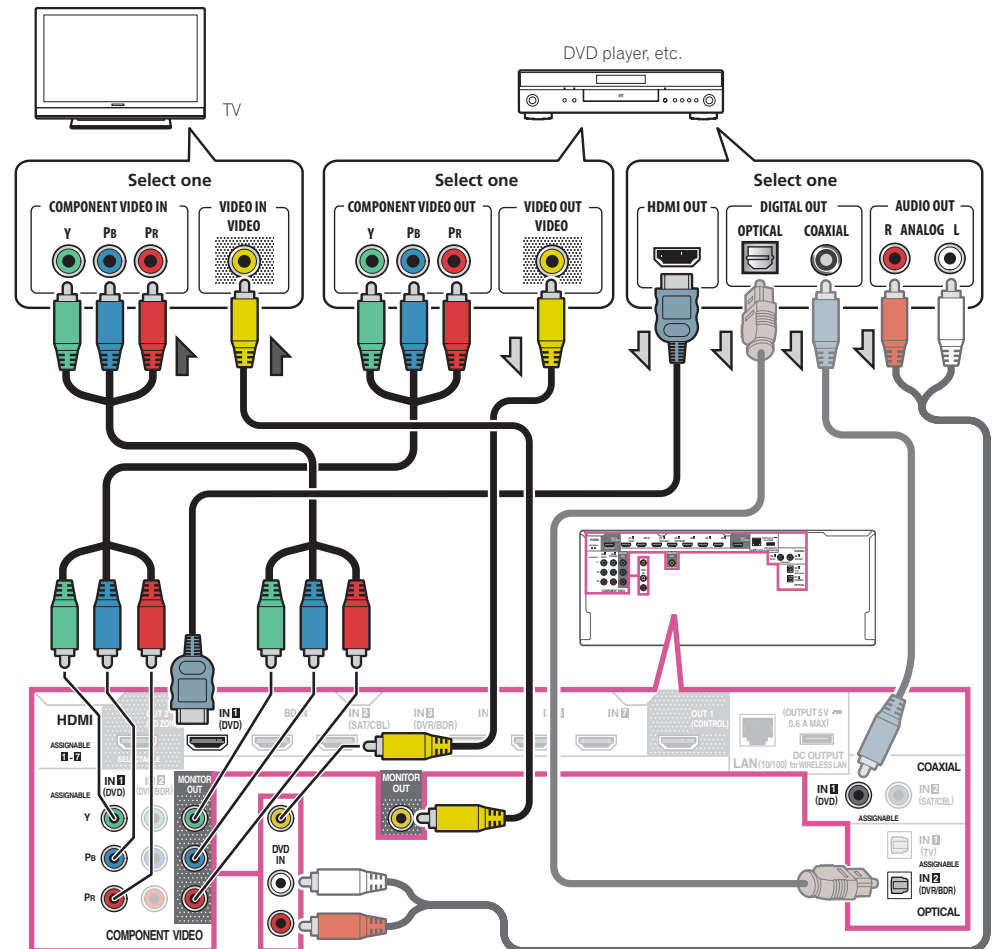 DVD player, etc.
TV
Select one
COMPONENT VIDEO IN
VIDEO IN
VIDEO
Y PB PR
Select one
COMPONENT VIDEO OUT
VIDEO OUT
VIDEO
Y PB PR
Select one
HDMI OUT
DIGITAL OUT
OPTICAL COAXIAL
AUDIO OUT
R ANALOG L
HDMI
ASSIGNABLE
1 - 7
IN 1
(DVD)
BD IN
IN 2
(SAT/CBL)
IN 3
(DVR/BDR)
IN 7
OUT 1
(CONTROL)
(OUTPUT 5 V
0.6 A MAX)
LAN (10/100)
DC OUTPUT
for WIRELESS LAN
ASSIGNABLE
IN 1
(DVD)
IN 2
(DVR/BDR)
MONITOR
OUT
Y
PB
PR
COMPONENT VIDEO
DVD
IN
MONITOR
OUT
COAXIAL
IN 1
(DVD)
IN 2
(SAT/CBL)
ASSIGNABLE
IN 1
(TV)
ASSIGNABLE
IN 2
(DVR/BDR)
OPTICAL